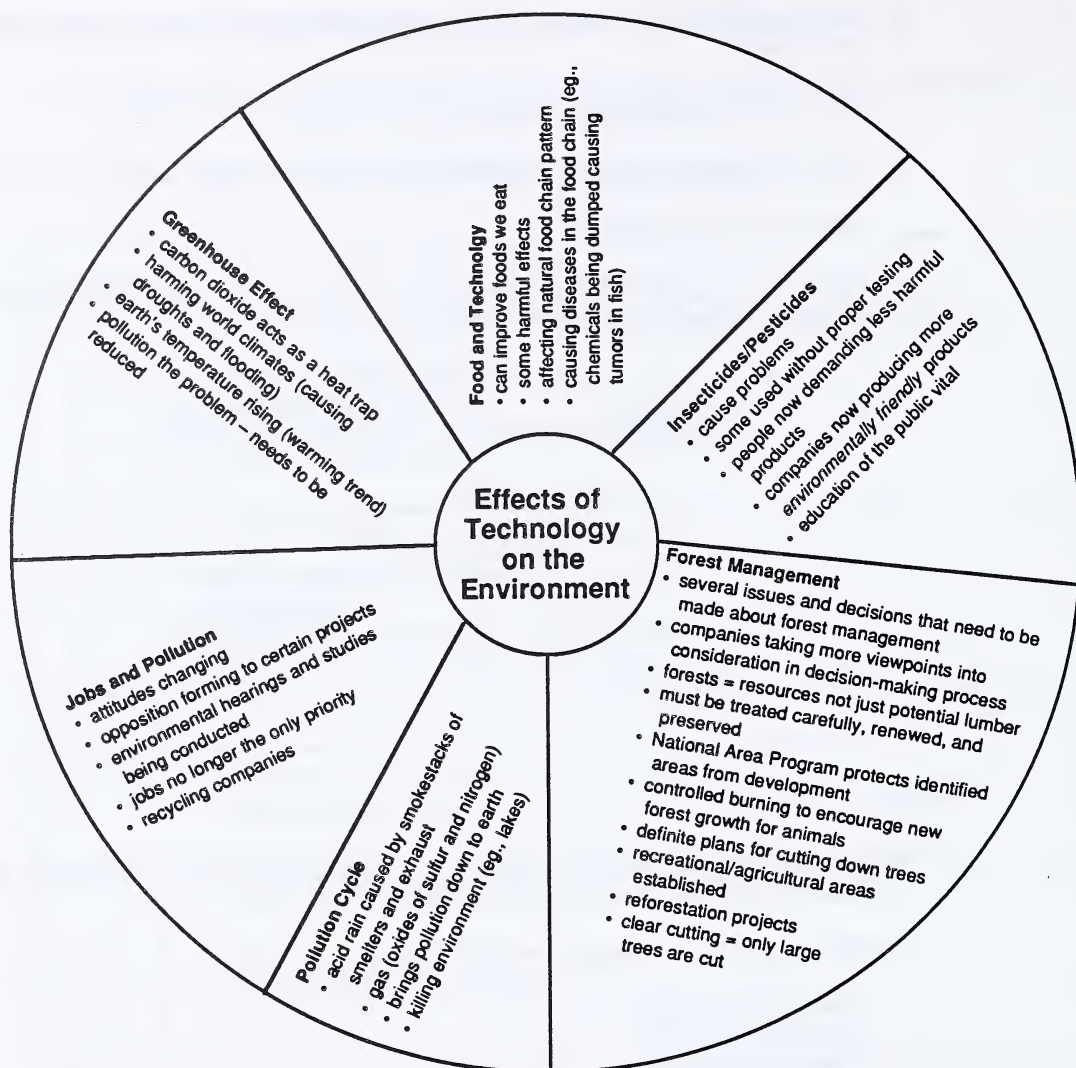 Effects of
Technology
on the
Environment
Food and Technolgy
• can improve foods we eat
• some harmful effects
• affecting natural food chain pattern
• causing diseases in the food chain (eg.,
chemicals being dumped causing
tumors in fish)
Insecticides/Pesticides
• cause problems
• some used without proper testing
• people now demanding less harmful
products
• companies now producing more
environmentally friendly products
• education of the public vital
Forest Management
• several issues and decisions that need to be
made about forest management
• companies taking more viewpoints into
consideration in decision-making process
• forests = resources not just potential lumber
• must be treated carefully, renewed, and
preserved
• National Area Program protects identified
areas from development
• controlled burning to encourage new
forest growth for animals
• definite plans for cutting down trees
• recreational/agricultural areas
established
• reforestation projects
• clear cutting = only large
trees are cut
Pollution Cycle
• acid rain caused by smokestacks of
smelters and exhaust
• gas (oxides of sulfur and nitrogen)
• brings pollution down to earth
• killing environment (eg., lakes)
Jobs and Pollution
• attitudes changing
• opposition forming to certain projects
• environmental hearings and studies
being conducted
• jobs no longer the only priority
• recycling companies
Greenhouse Effect
• carbon dioxide acts as a heat trap
• harming world climates (causing
droughts and flooding)
• earth's temperature rising (warming trend)
• pollution the problem – needs to be
reduced